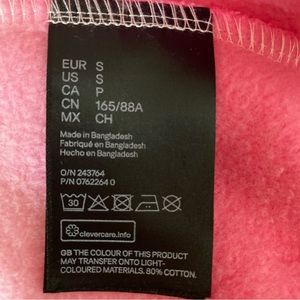 EUR S
US S
CA P
CN 165/88A
MX CH
Made in Bangladesh
Fabriqué en Bangladesh
Hecho en Bangladesh
O/N 243764
P/N 0762264 0
30
clevercare.info
GB THE COLOUR OF THIS PRODUCT
MAY TRANSFER ONTO LIGHT-
COLOURED MATERIALS. 80% COTTON.